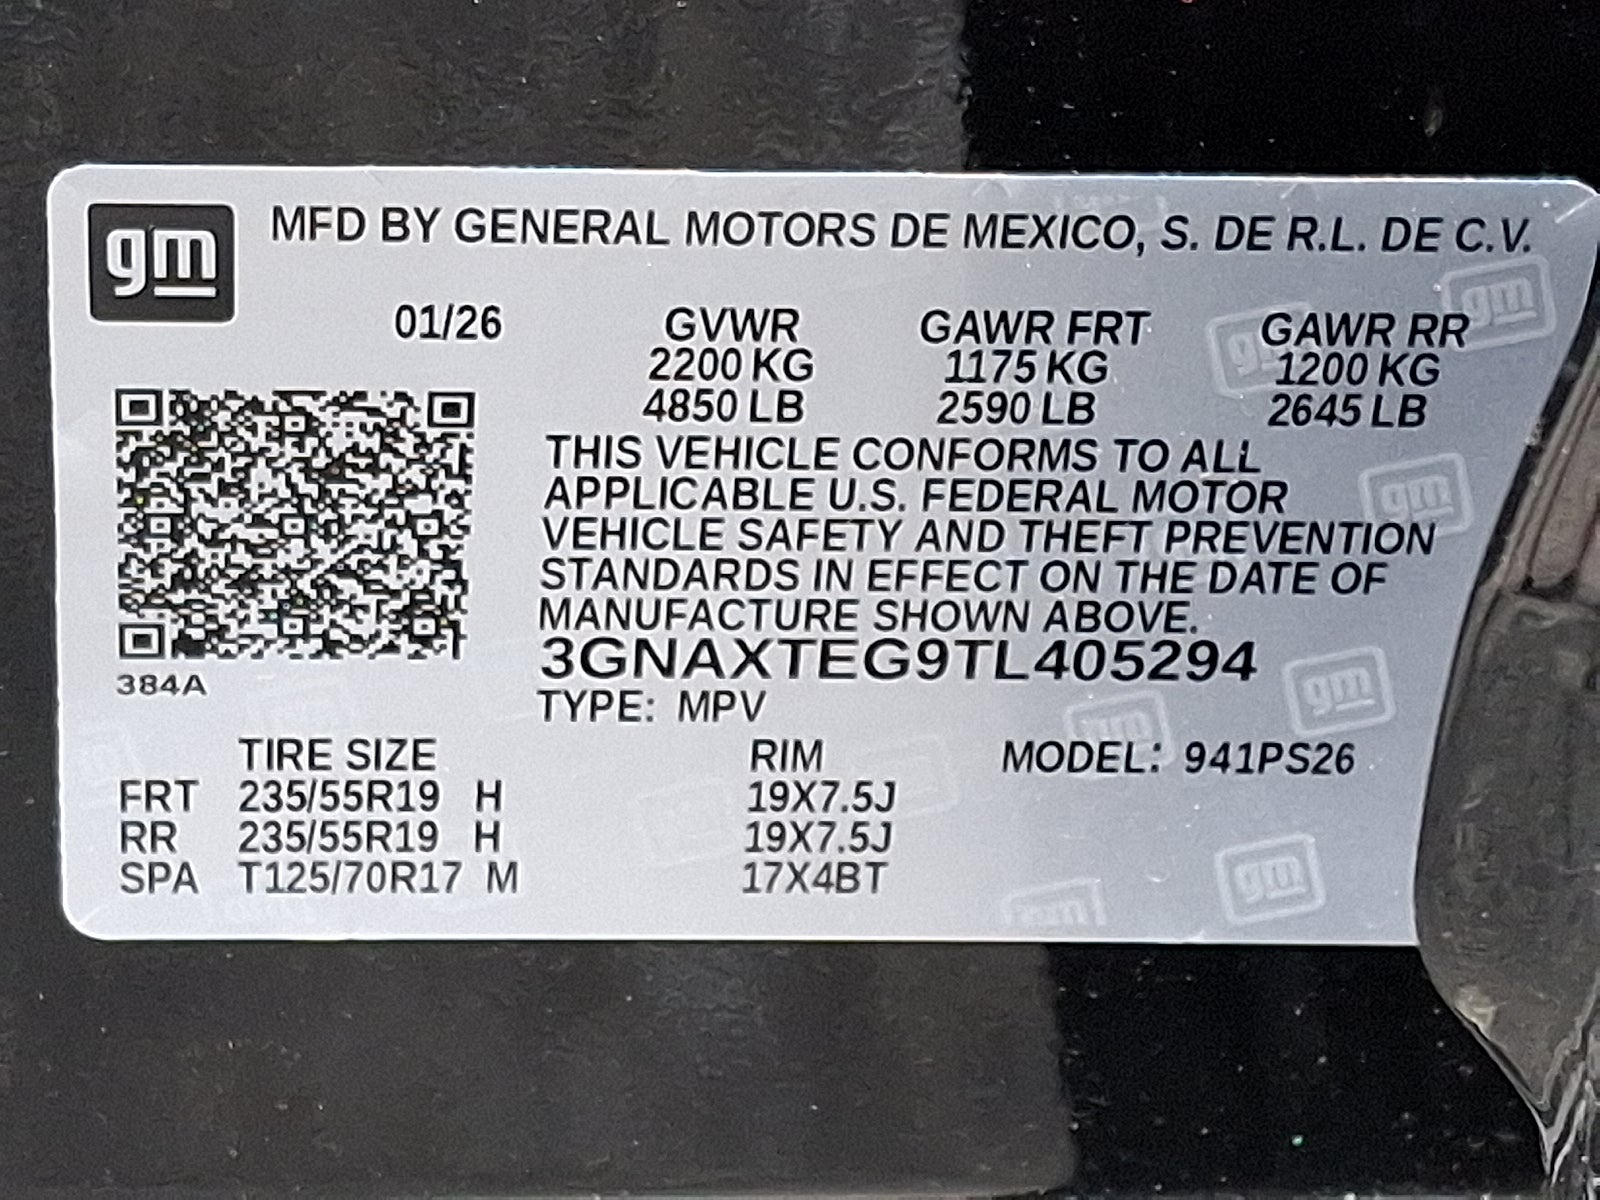 gm MFD BY GENERAL MOTORS DE MEXICO, S. DE R.L. DE C.V.
01/26 GVWR GAWR FRT GAWR RR
2200 KG 1175 KG 1200 KG
4850 LB 2590 LB 2645 LB
THIS VEHICLE CONFORMS TO ALL
APPLICABLE U.S. FEDERAL MOTOR
VEHICLE SAFETY AND THEFT PREVENTION
STANDARDS IN EFFECT ON THE DATE OF
MANUFACTURE SHOWN ABOVE.
3GNAXTEG9TL405294
384A
TYPE: MPV
TIRE SIZE RIM MODEL: 941PS26
FRT 235/55R19 H 19X7.5J
RR 235/55R19 H 19X7.5J
SPA T125/70R17 M 17X4BT